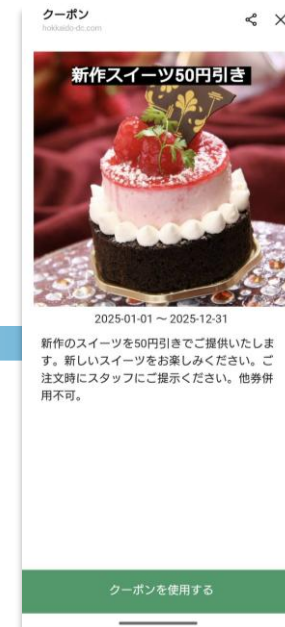 クーポン
hokkaido-dc.com
新作スイーツ50円引き
2025-01-01 ～ 2025-12-31
新作のスイーツを50円引きでご提供いたしま
す。新しいスイーツをお楽しみください。ご
注文時にスタッフにご提示ください。他券併
用不可。
クーポンを使用する